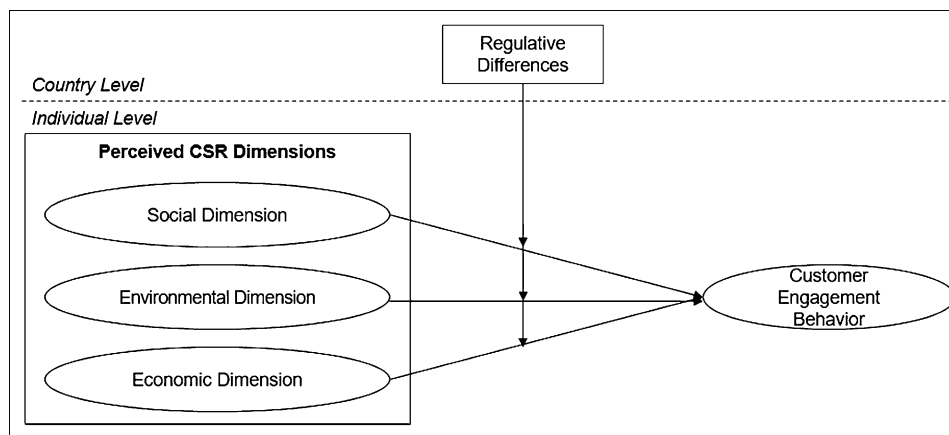 Regulative
Differences
Country Level
Individual Level
Perceived CSR Dimensions
Social Dimension
Environmental Dimension
Economic Dimension
Customer
Engagement
Behavior